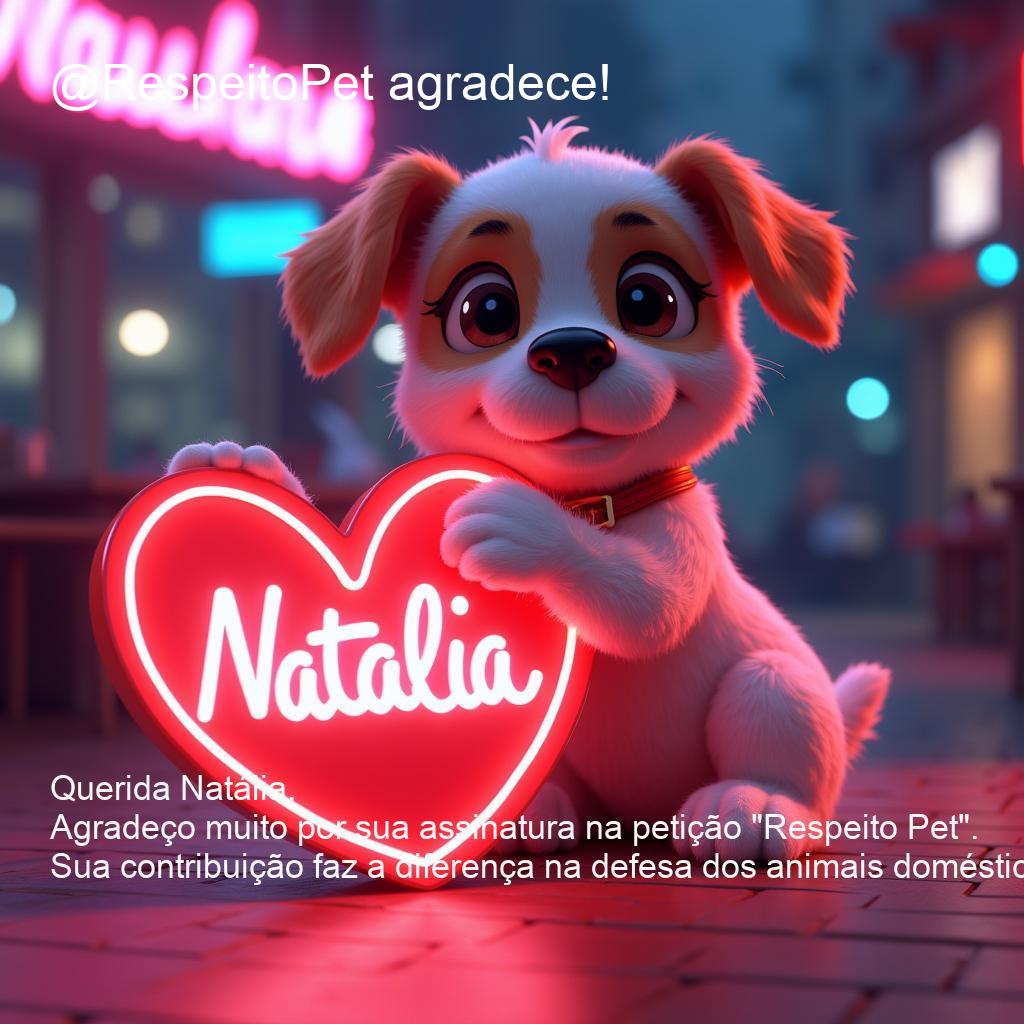 @RespeitoPet agradece!
Natalia
Querida Natália,
Agradeço muito por sua assinatura na petição "Respeito Pet".
Sua contribuição faz a diferença na defesa dos animais doméstic